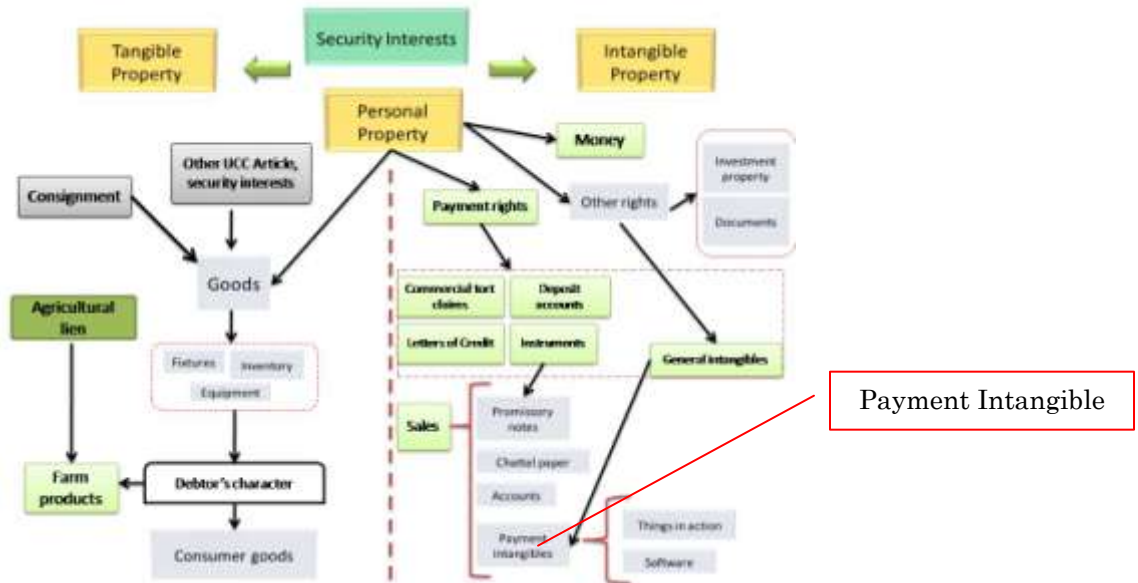 Security Interests
Tangible
Property
Intangible
Property
Personal
Property
Money
Other UCC Article,
security interests
Consignment
Investment
property
Documents
Payment rights
Other rights
Goods
Commercial tort
claims
Deposit
accounts
Agricultural
lien
Letters of Credit
Instruments
General intangibles
Fixtures
Inventory
Equipment
Payment Intangible
Sales
Promissory
notes
Chattel paper
Accounts
Farm
products
Debtor's character
Payment
intangibles
Things in action
Software
Consumer goods